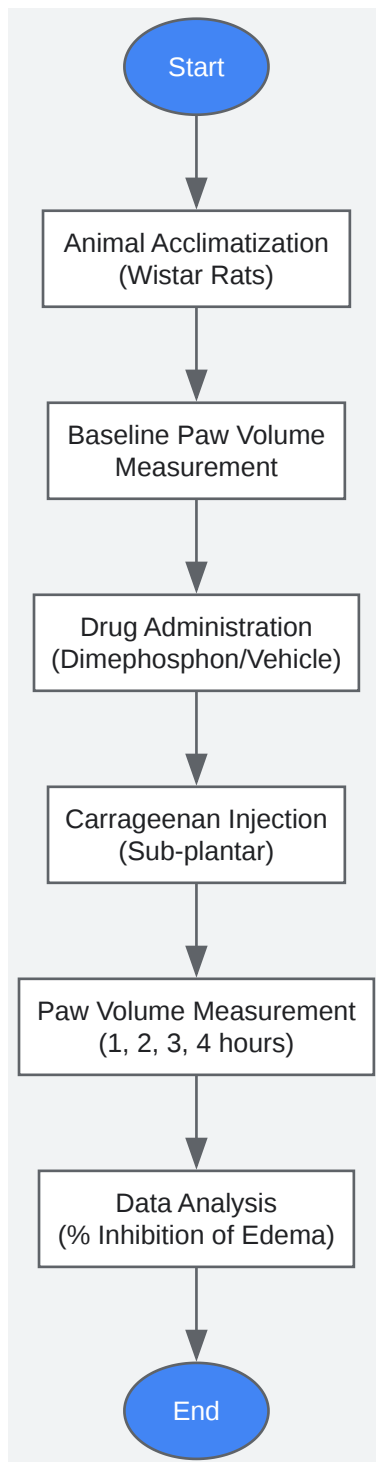 Start
Animal Acclimatization
(Wistar Rats)
Baseline Paw Volume
Measurement
Drug Administration
(Dimephosphon/Vehicle)
Carrageenan Injection
(Sub-plantar)
Paw Volume Measurement
(1, 2, 3, 4 hours)
Data Analysis
(% Inhibition of Edema)
End